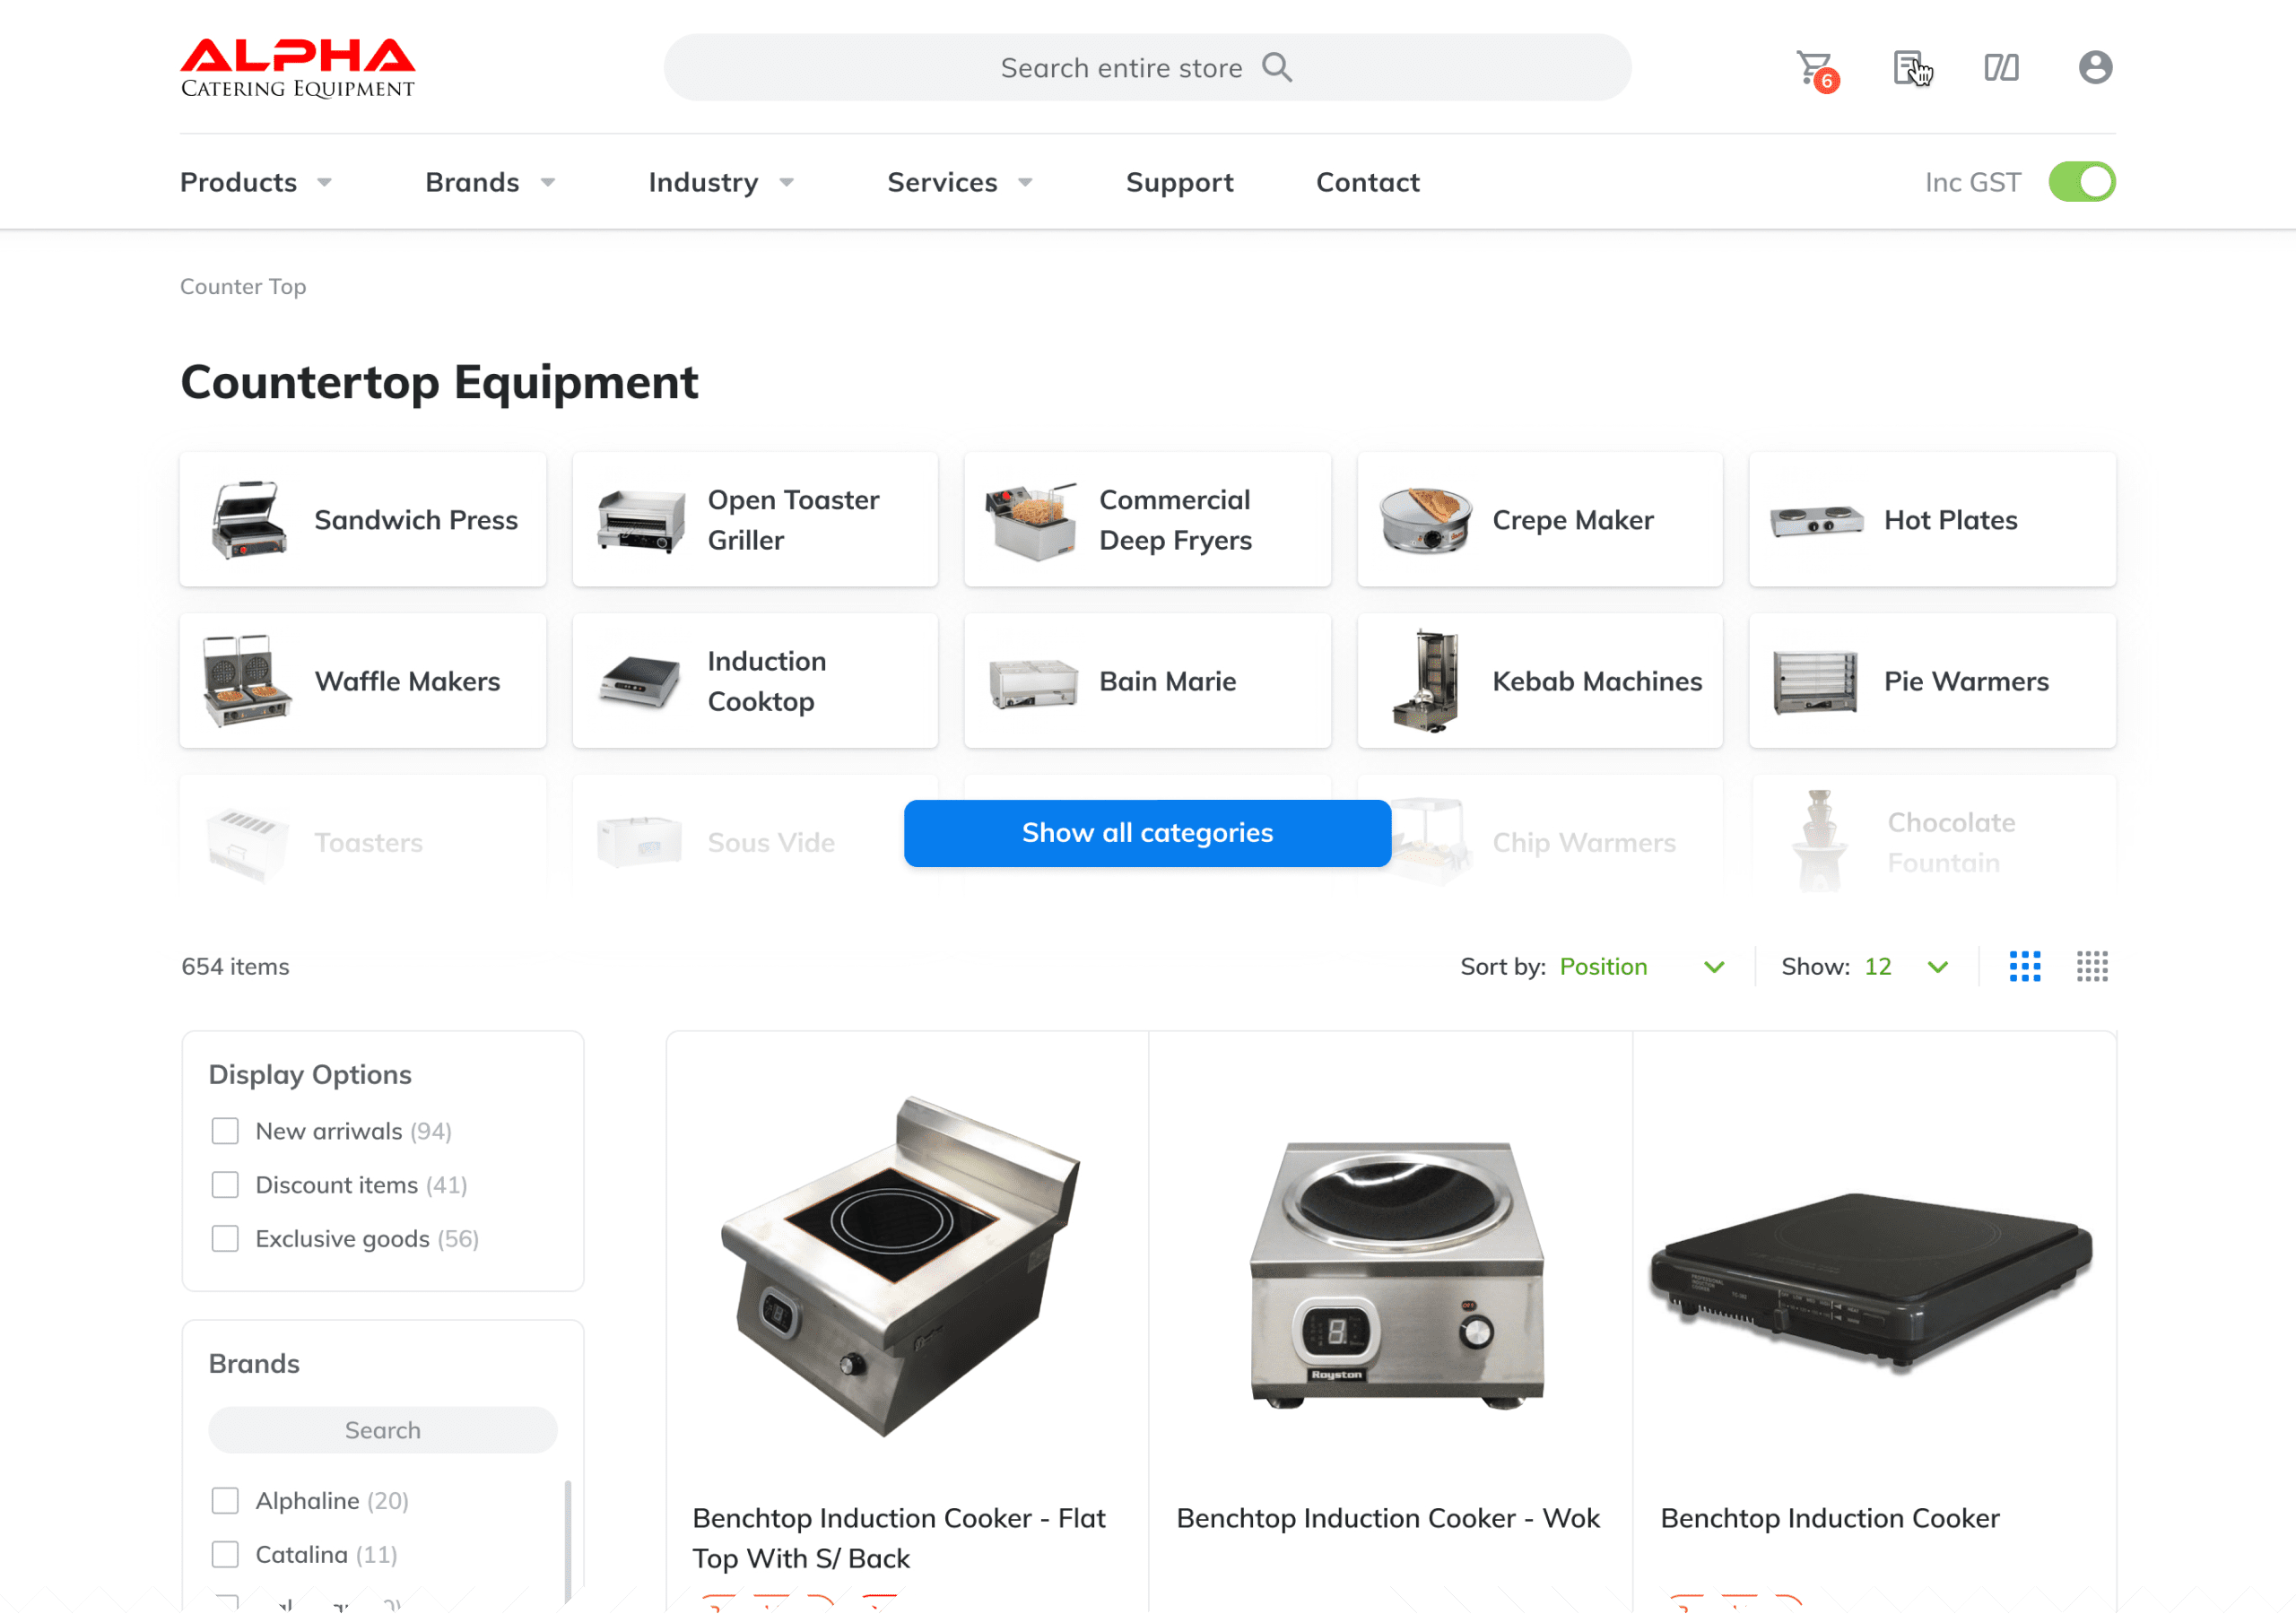 ALPHA
CATERING EQUIPMENT
Search entire store
6
Products
Brands
Industry
Services
Support
Contact
Inc GST
Counter Top
Countertop Equipment
Sandwich Press
Open Toaster
Griller
Commercial
Deep Fryers
Crepe Maker
Hot Plates
Waffle Makers
Induction
Cooktop
Bain Marie
Kebab Machines
Pie Warmers
Toasters
Sous Vide
Show all categories
Chip Warmers
Chocolate
Fountain
654 items
Sort by: Position
Show: 12
Display Options
New arriwals (94)
Discount items (41)
Exclusive goods (56)
Brands
Search
Alphaline (20)
Catalina (11)
Royston
Benchtop Induction Cooker - Flat
Top With S/ Back
Benchtop Induction Cooker - Wok
Benchtop Induction Cooker